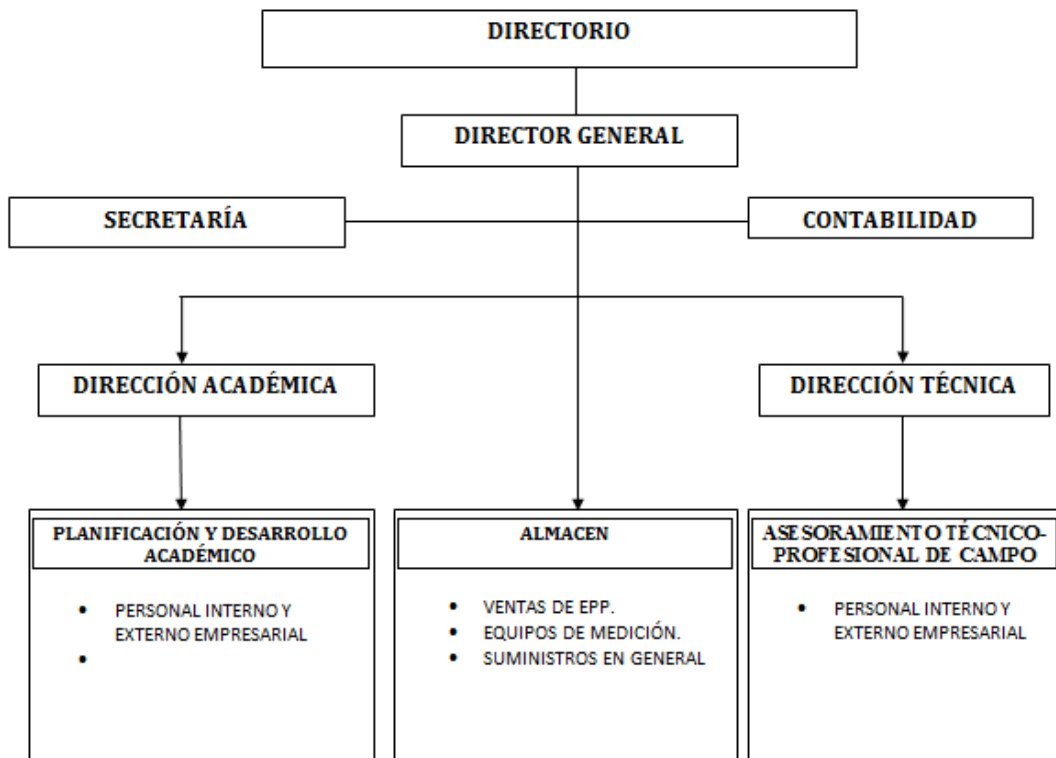 DIRECTORIO
DIRECTOR GENERAL
SECRETARÍA
CONTABILIDAD
DIRECCIÓN ACADÉMICA
DIRECCIÓN TÉCNICA
PLANIFICACIÓN Y DESARROLLO
ACADÉMICO
• PERSONAL INTERNO Y
EXTERNO EMPRESARIAL
•
ALMACEN
• VENTAS DE EPP.
• EQUIPOS DE MEDICIÓN.
• SUMINISTROS EN GENERAL
ASESORAMIENTO TÉCNICO-
PROFESIONAL DE CAMPO
• PERSONAL INTERNO Y
EXTERNO EMPRESARIAL